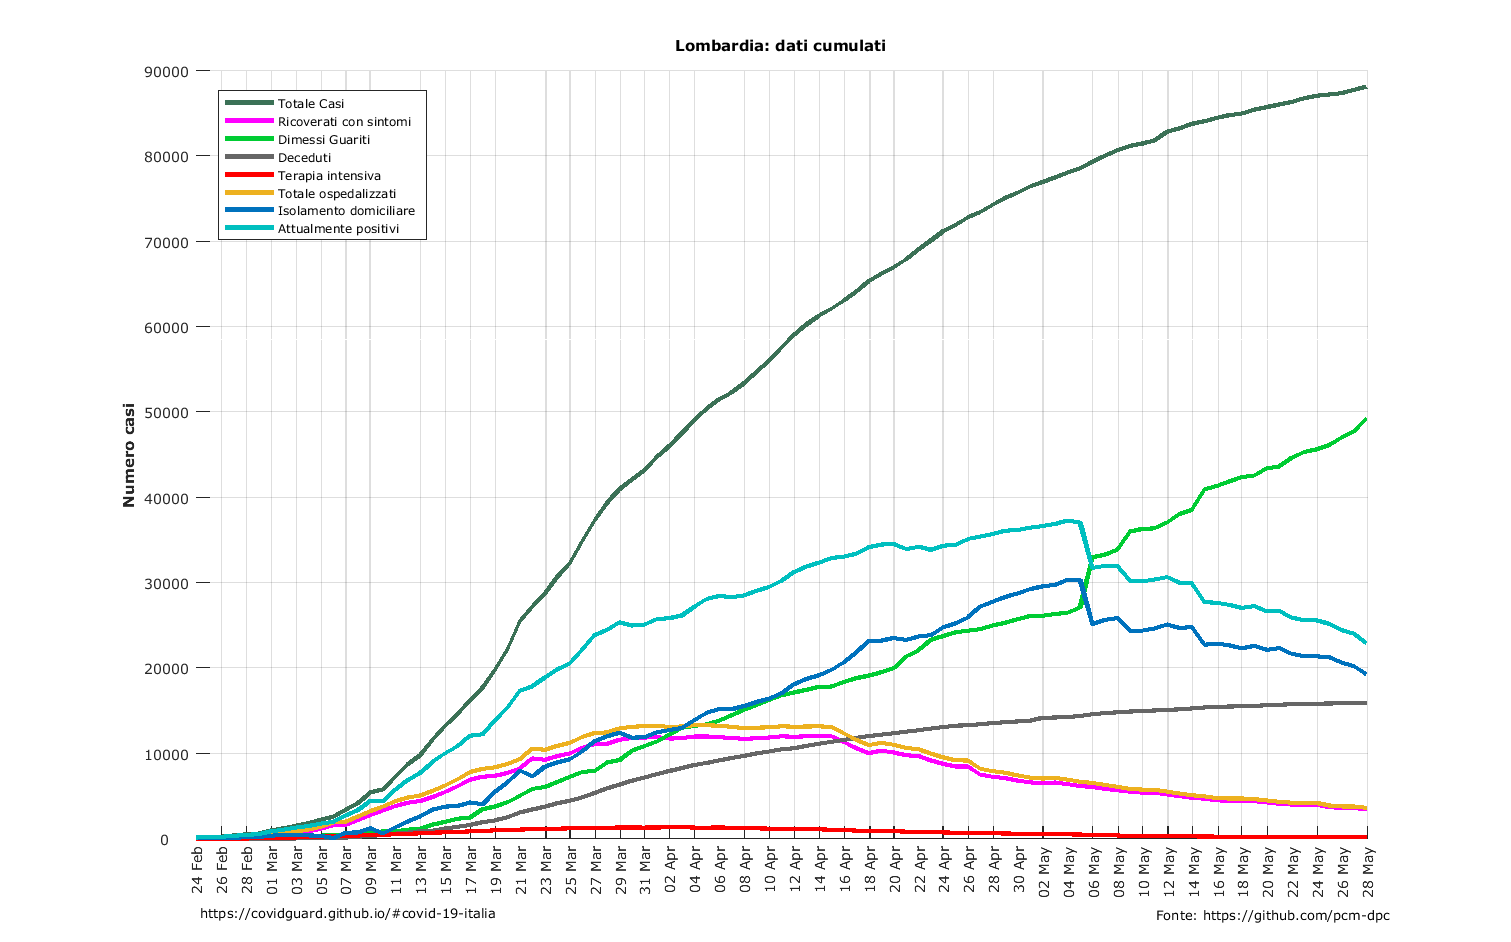 Lombardia: dati cumulati
Numero casi
90000
80000
70000
60000
50000
40000
30000
20000
10000
0
Totale Casi
Ricoverati con sintomi
Dimessi Guariti
Deceduti
Terapia intensiva
Totale ospedalizzati
Isolamento domiciliare
Attualmente positivi
24 Feb
26 Feb
28 Feb
01 Mar
03 Mar
05 Mar
07 Mar
09 Mar
11 Mar
13 Mar
15 Mar
17 Mar
19 Mar
21 Mar
23 Mar
25 Mar
27 Mar
29 Mar
31 Mar
02 Apr
04 Apr
06 Apr
08 Apr
10 Apr
12 Apr
14 Apr
16 Apr
18 Apr
20 Apr
22 Apr
24 Apr
26 Apr
28 Apr
30 Apr
02 May
04 May
06 May
08 May
10 May
12 May
14 May
16 May
18 May
20 May
22 May
24 May
26 May
28 May
https://covidguard.github.io/#covid-19-italia
Fonte: https://github.com/pcm-dpc